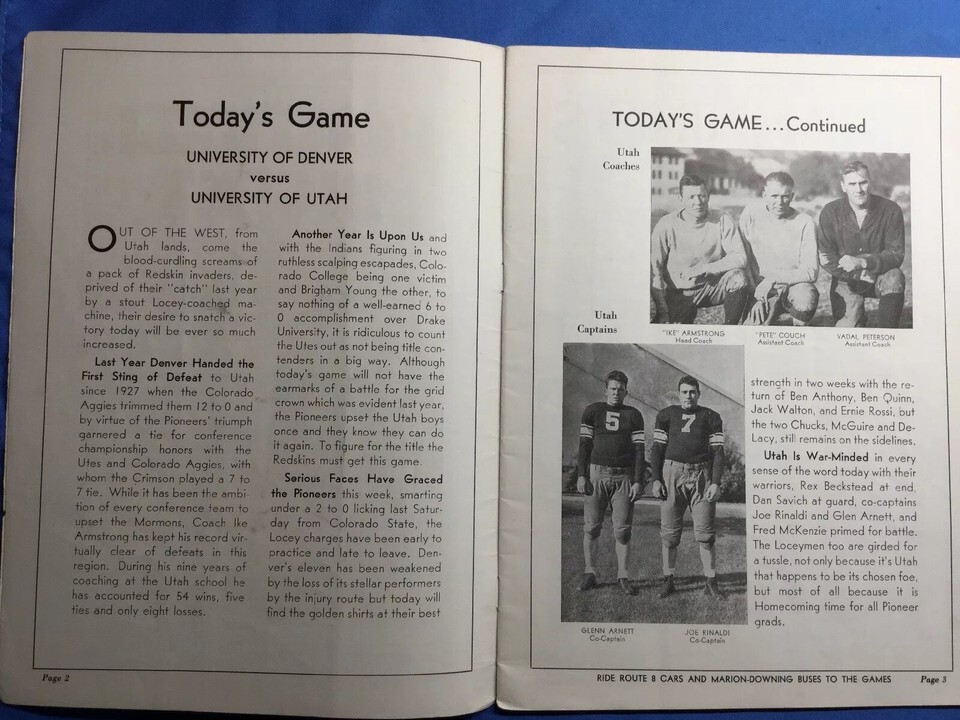 Today's Game
UNIVERSITY OF DENVER
versus
UNIVERSITY OF UTAH
OUT OF THE WEST, from
Utah lands, come the
blood-curdling screams of
a pack of Redskin invaders, de-
prived of their "catch" last year
by a stout Locey-coached ma-
chine, their desire to snatch a vic-
tory today will be ever so much
increased.
Last Year Denver Handed the
First Sting of Defeat to Utah
since 1927 when the Colorado
Aggies trimmed them 12 to 0 and
by virtue of the Pioneers' triumph
garnered a tie for conference
championship honors with the
Utes and Colorado Aggies, with
whom the Crimson played a 7 to
7 tie. While it has been the ambi-
tion of every conference team to
upset the Mormons, Coach Ike
Armstrong has kept his record vir-
tually clear of defeats in this
region. During his nine years of
coaching at the Utah school he
has accounted for 54 wins, five
ties and only eight losses.
Another Year Is Upon Us and
with the Indians figuring in two
ruthless scalping escapades, Colo-
rado College being one victim
and Brigham Young the other, to
say nothing of a well-earned 6 to
0 accomplishment over Drake
University, it is ridiculous to count
the Utes out as not being title con-
tenders in a big way. Although
today's game will not have the
earmarks of a battle for the grid
crown which was evident last year,
the Pioneers upset the Utah boys
once and they know they can do
it again. To figure for the title the
Redskins must get this game.
Serious Faces Have Graced
the Pioneers this week, smarting
under a 2 to 0 licking last Satur-
day from Colorado State, the
Locey charges have been early to
practice and late to leave. Den-
ver's eleven has been weakened
by the loss of its stellar performers
by the injury route but today will
find the golden shirts at their best
Page 2
TODAY'S GAME...Continued
Utah
Coaches
"IKE" ARMSTRONG
Head Coach
"PETE" COUCH
Assistant Coach
VADAL PETERSON
Assistant Coach
Utah
Captains
5
7
GLENN ARNETT
Co-Captain
JOE RINALDI
Co-Captain
strength in two weeks with the re-
turn of Ben Anthony, Ben Quinn,
Jack Walton, and Ernie Rossi, but
the two Chucks, McGuire and De-
Lacy, still remains on the sidelines.
Utah Is War-Minded in every
sense of the word today with their
warriors, Rex Beckstead at end,
Dan Savich at guard, co-captains
Joe Rinaldi and Glen Arnett, and
Fred McKenzie primed for battle.
The Loceymen too are girded for
a tussle, not only because it's Utah
that happens to be its chosen foe,
but most of all because it is
Homecoming time for all Pioneer
grads.
RIDE ROUTE 8 CARS AND MARION-DOWNING BUSES TO THE GAMES
Page 3